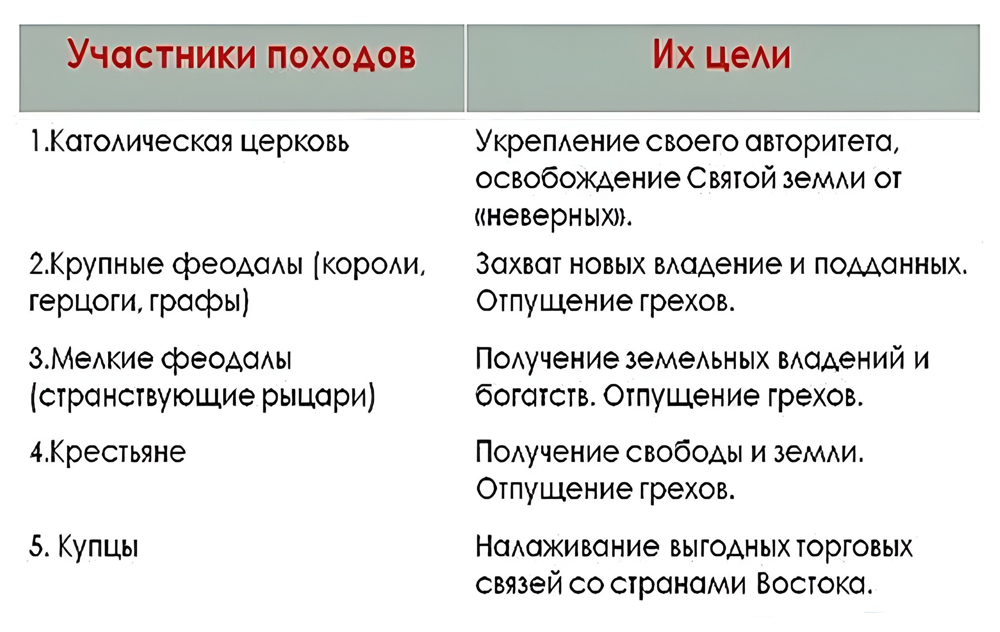 Участники походов
Их цели
1.Католическая церковь
Укрепление своего авторитета,
освобождение Святой земли от
«неверных».
2.Крупные феодалы (короли,
герцоги, графы)
Захват новых владение и подданных.
Отпущение грехов.
3.Мелкие феодалы
(странствующие рыцари)
Получение земельных владений и
богатств. Отпущение грехов.
4.Крестьяне
Получение свободы и земли.
Отпущение грехов.
5. Купцы
Налаживание выгодных торговых
связей со странами Востока.